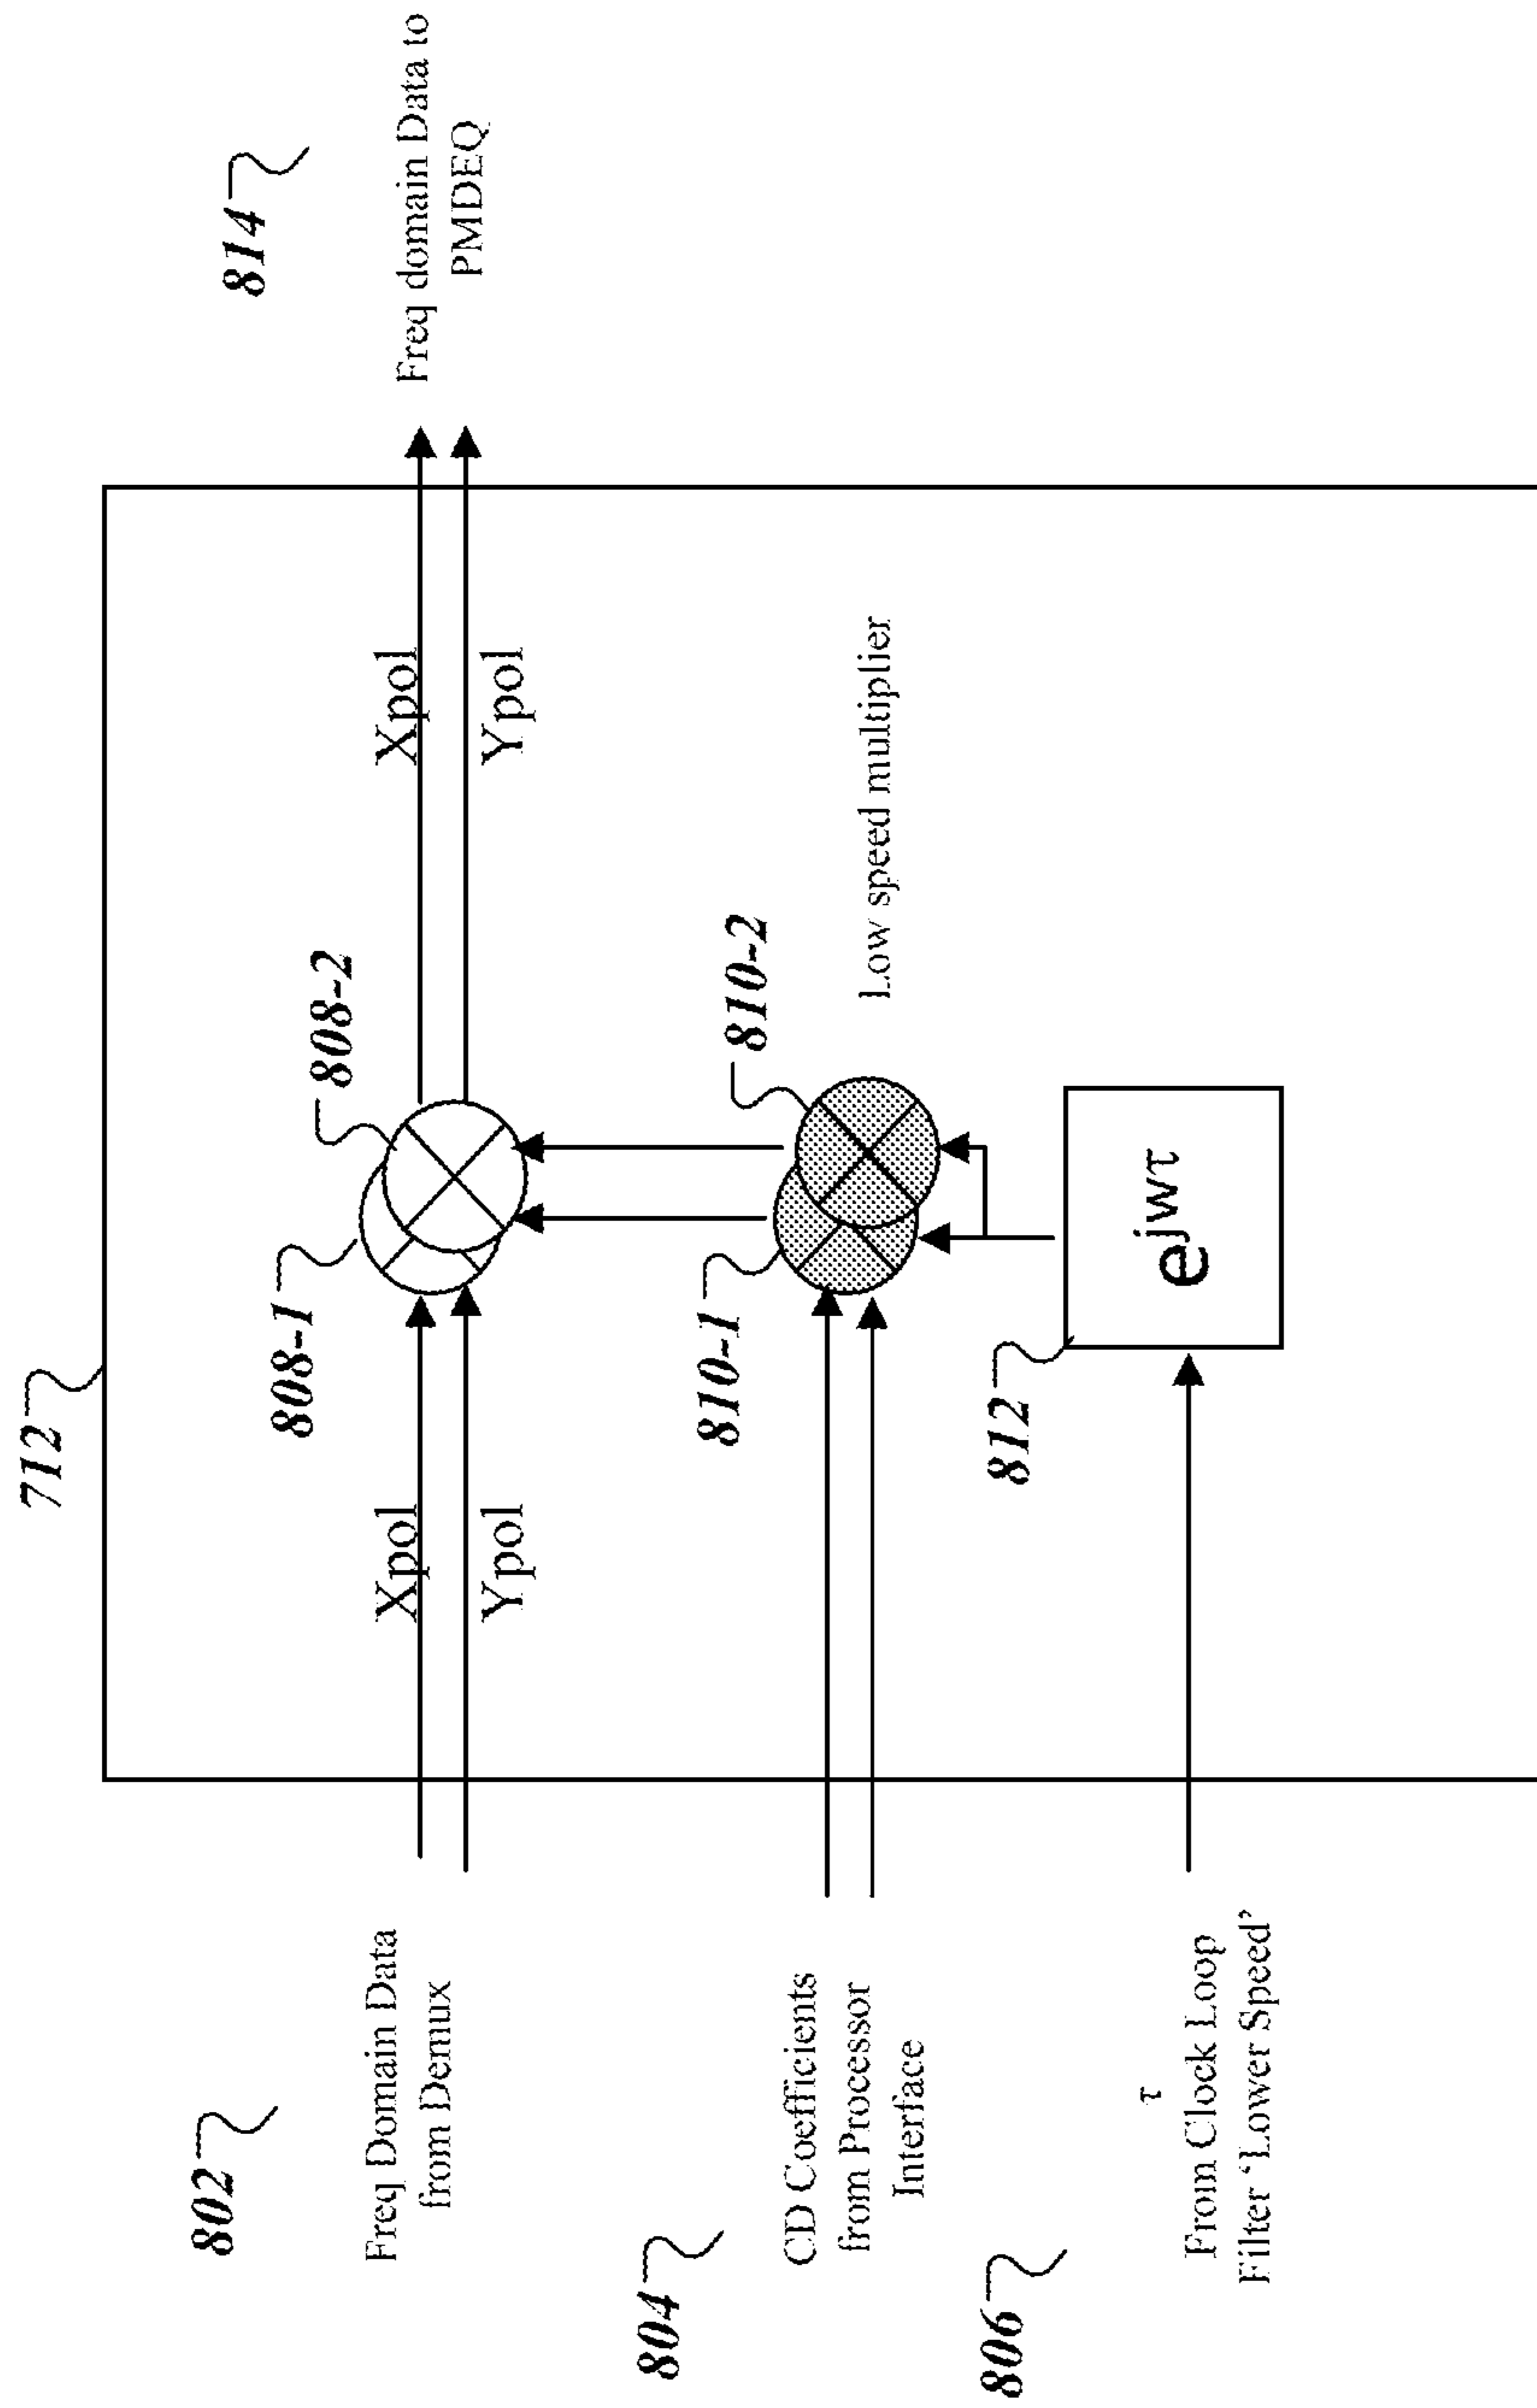 712
802
Freq Domain Data
from Demux
Xpol
Ypol
808-1
808-2
Xpol
Ypol
814
Freq domain Data to
PMDEQ
804
CD Coefficients
from Processor
Interface
810-1
810-2
Low speed multiplier
806
τ
From Clock Loop
Filter ‘Lower Speed’
812
e^jwτ